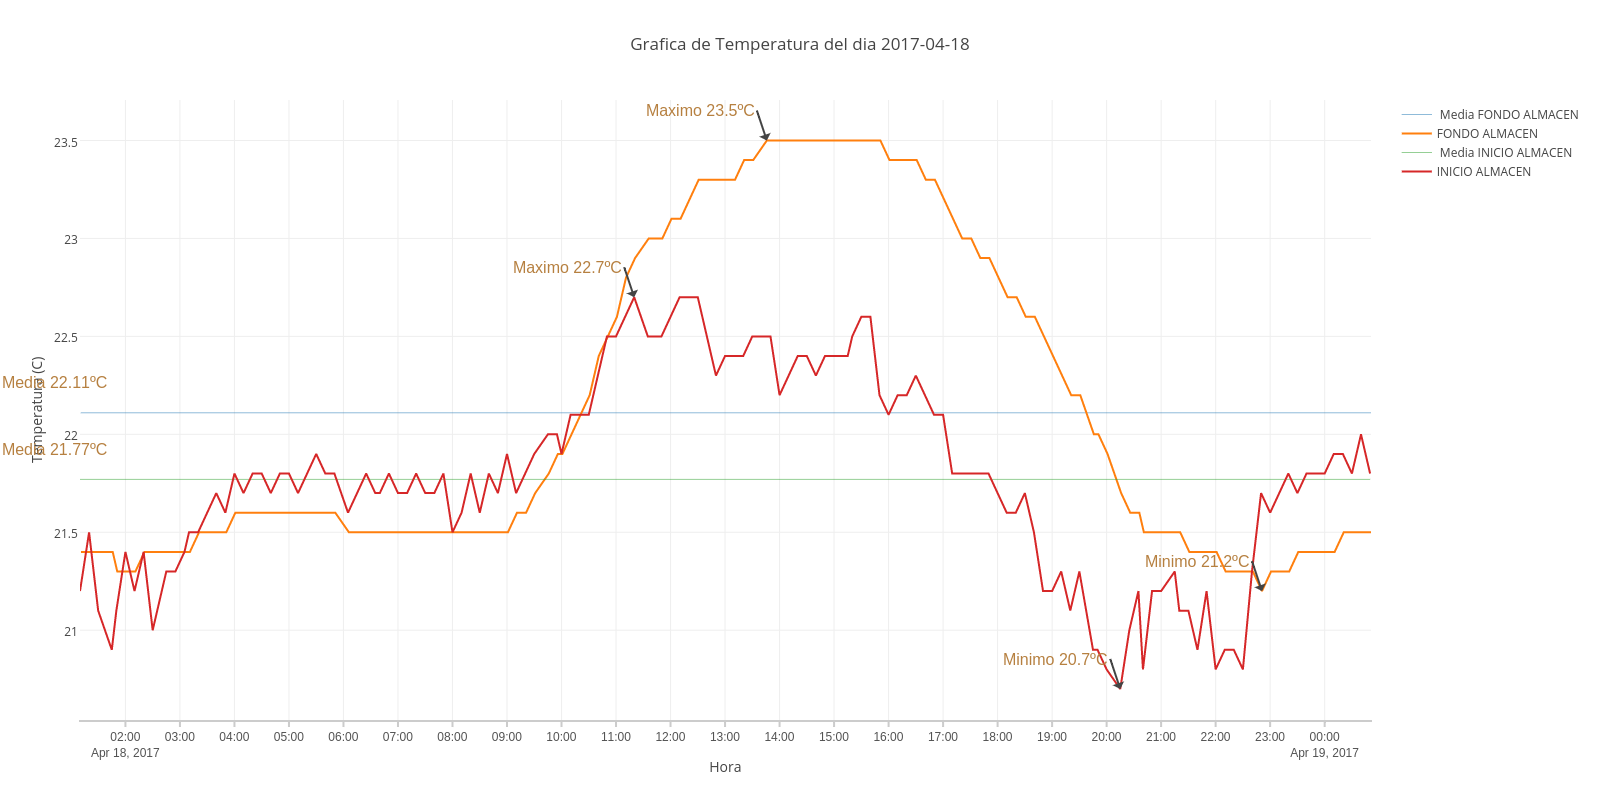 Grafica de Temperatura del dia 2017-04-18
Maximo 23.5ºC
Media FONDO ALMACEN
FONDO ALMACEN
Media INICIO ALMACEN
INICIO ALMACEN
23.5
23
Maximo 22.7ºC
22.5
Temperatura (C)
Media 22.11ºC
22
Media 21.77ºC
21.5
Minimo 21.2ºC
21
Minimo 20.7ºC
02:00 03:00 04:00 05:00 06:00 07:00 08:00 09:00 10:00 11:00 12:00 13:00 14:00 15:00 16:00 17:00 18:00 19:00 20:00 21:00 22:00 23:00 00:00
Apr 18, 2017 Apr 19, 2017
Hora